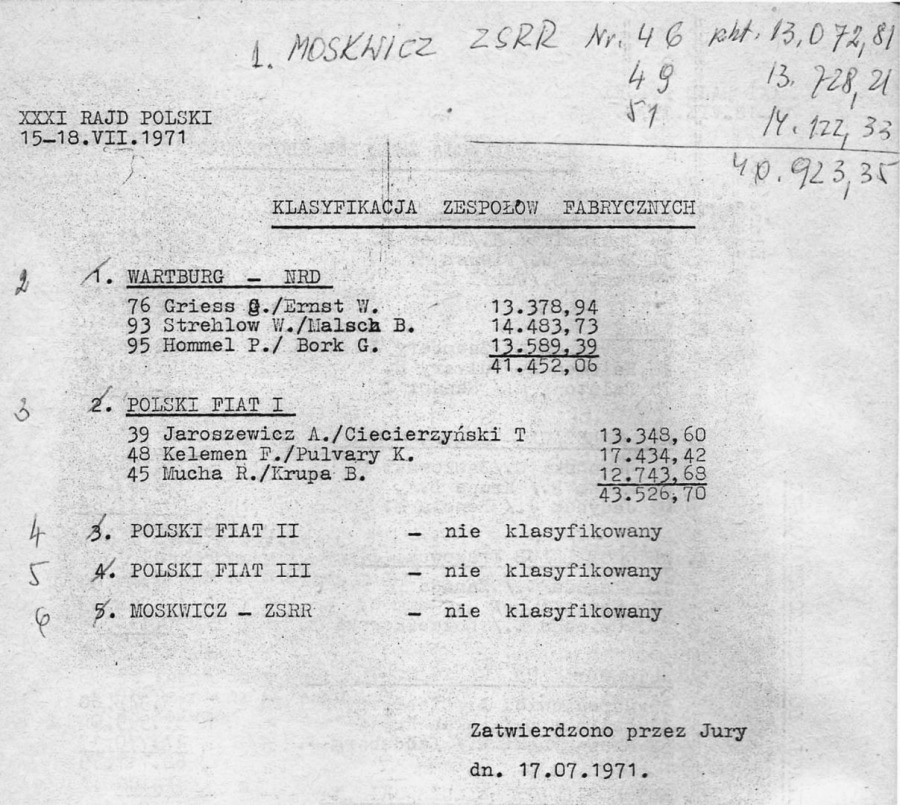 1. MOSKWICZ ZSRR Nr. 46 pkt. 13,072,81
49 13.728,21
51 14.122,33
40.923,35
XXXI RAJD POLSKI
15-18.VII.1971
KLASYFIKACJA ZESPOŁÓW FABRYCZNYCH
2 1. WARTBURG - NRD
76 Griess G./Ernst W. 13.378,94
93 Strehlow W./Malsch B. 14.483,73
95 Hommel P./ Bork G. 13.589,39
41.452,06
3 2. POLSKI FIAT I
39 Jaroszewicz A./Ciecierzyński T 13.348,60
48 Kelemen F./Pulvary K. 17.434,42
45 Mucha R./Krupa B. 12.743,68
43.526,70
4 3. POLSKI FIAT II - nie klasyfikowany
5 4. POLSKI FIAT III - nie klasyfikowany
6 5. MOSKWICZ - ZSRR - nie klasyfikowany
Zatwierdzono przez Jury
dn. 17.07.1971.